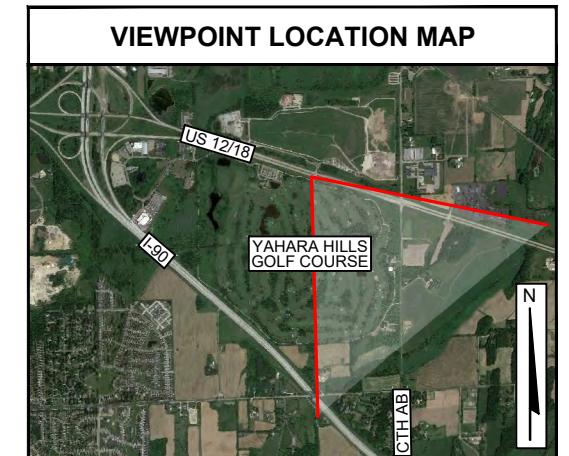 VIEWPOINT LOCATION MAP
US 12/18
I-90
YAHARA HILLS
GOLF COURSE
N
CTH AB